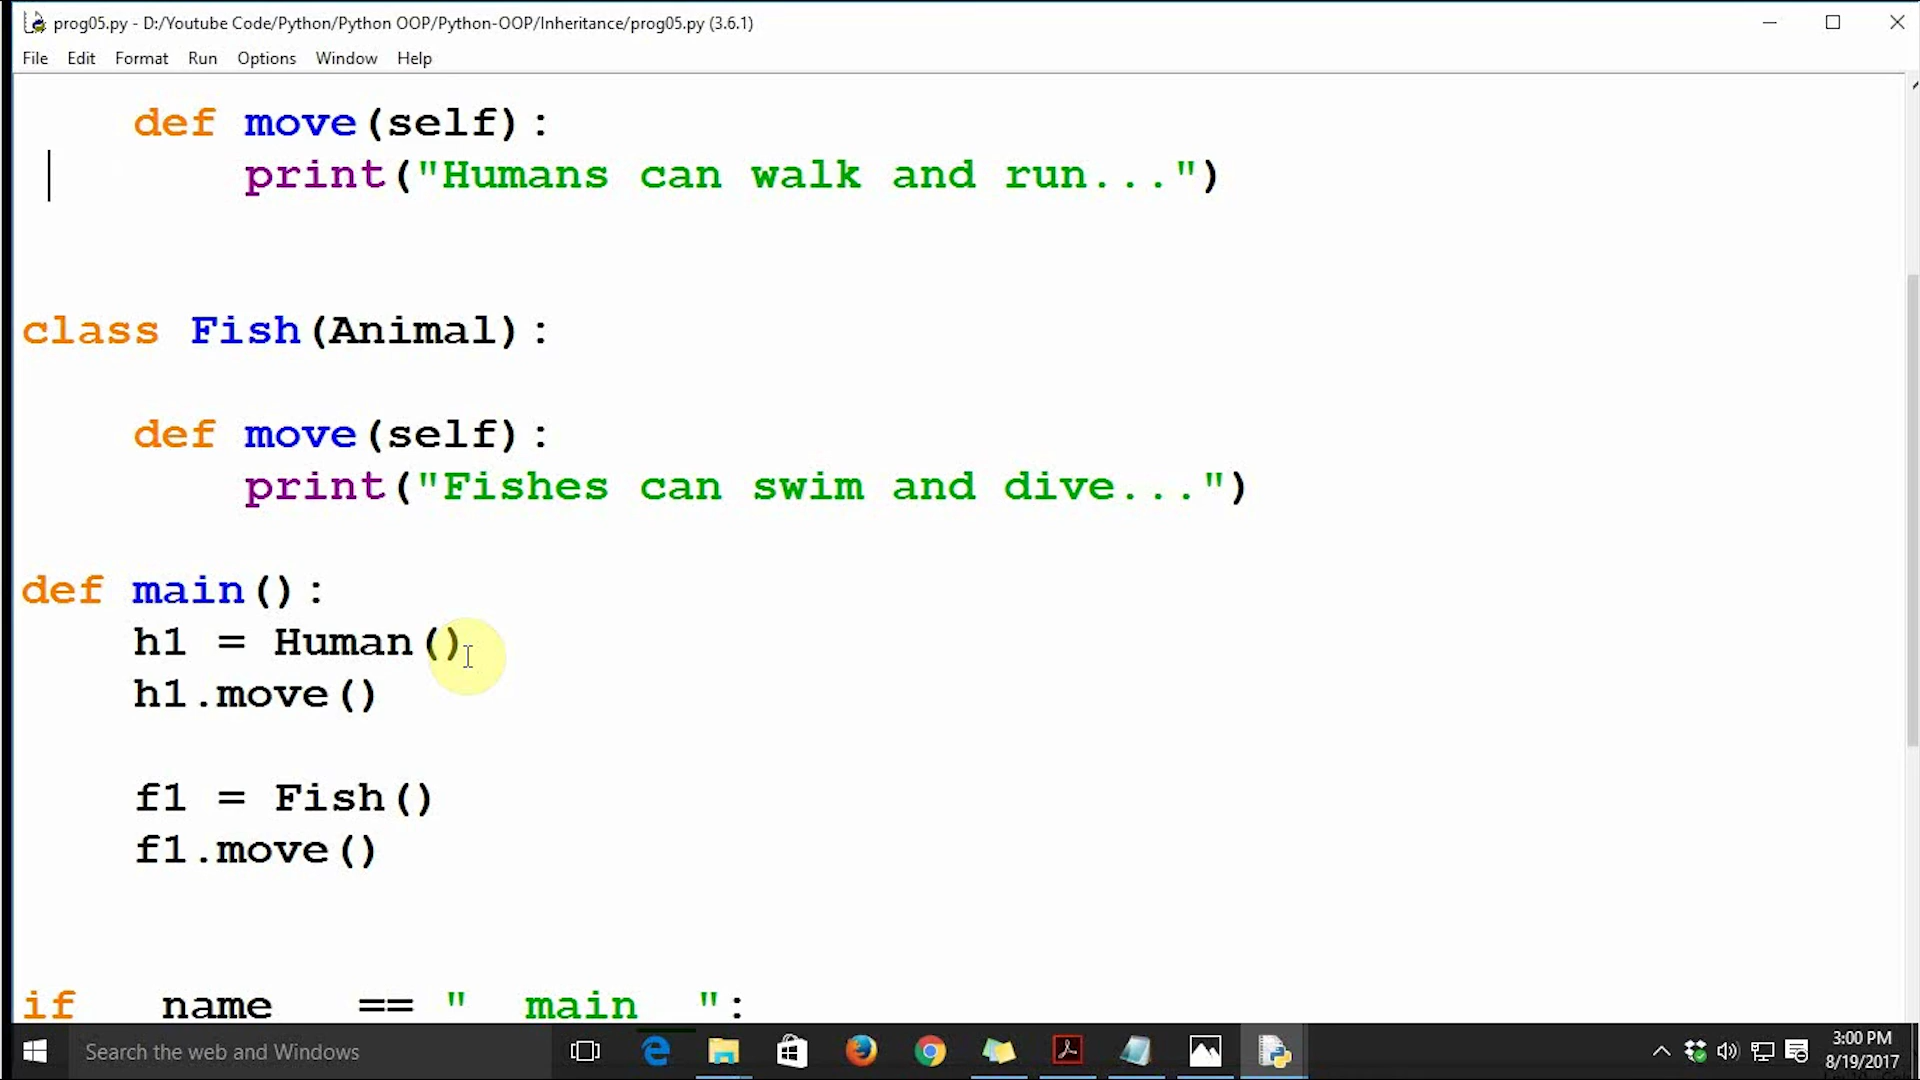 prog05.py - D:/Youtube Code/Python/Python OOP/Python-OOP/Inheritance/prog05.py (3.6.1)
File Edit Format Run Options Window Help
def move(self):
print("Humans can walk and run...")
class Fish(Animal):
def move(self):
print("Fishes can swim and dive...")
def main():
h1 = Human()
h1.move()
f1 = Fish()
f1.move()
if __name__ == "__main__":
Search the web and Windows
3:00 PM
8/19/2017